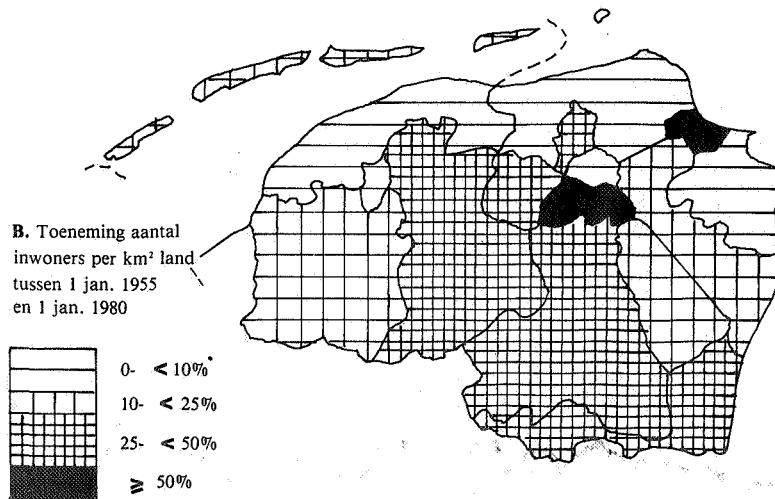 B. Toeneming aantal
inwoners per km² land
tussen 1 jan. 1955
en 1 jan. 1980
0- < 10%
10- < 25%
25- < 50%
≧ 50%